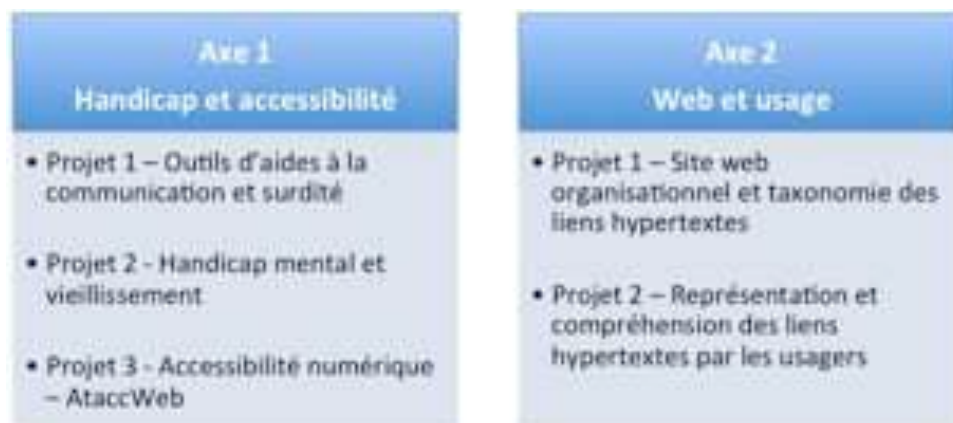 Axe 1
Handicap et accessibilité
• Projet 1 – Outils d'aides à la
communication et surdité
• Projet 2 - Handicap mental et
vieillissement
• Projet 3 - Accessibilité numérique
– AtaccWeb
Axe 2
Web et usage
• Projet 1 – Site web
organisationnel et taxonomie des
liens hypertextes
• Projet 2 – Représentation et
compréhension des liens
hypertextes par les usagers